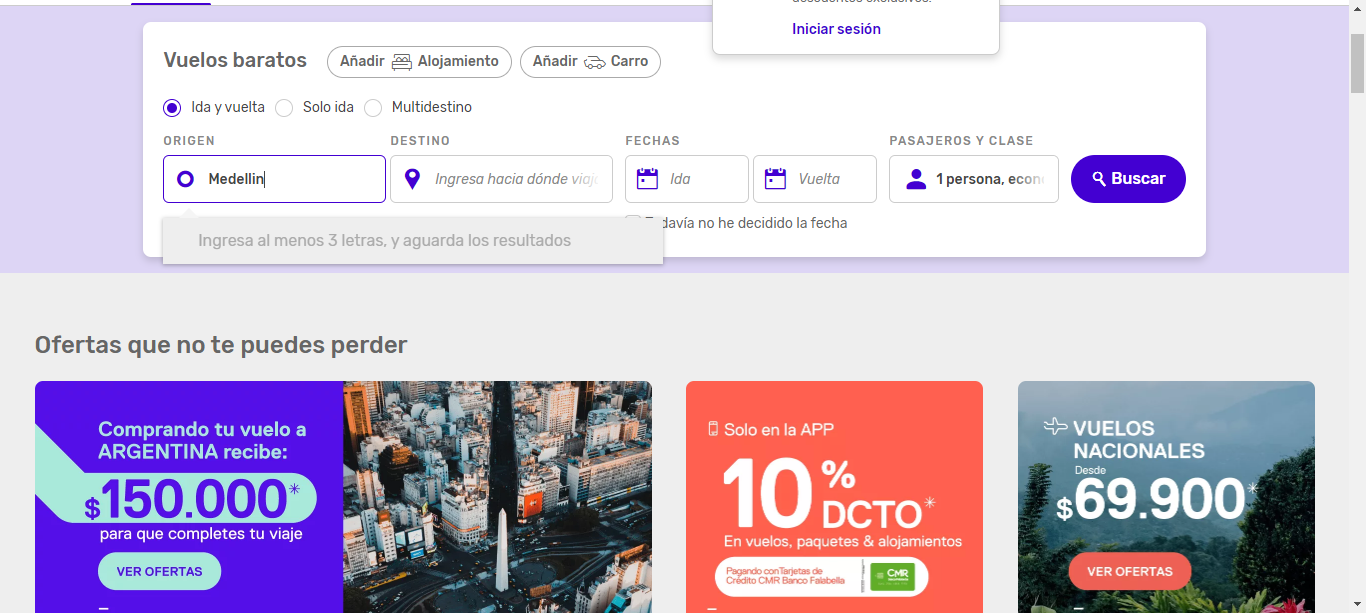 Iniciar sesión
Vuelos baratos
Añadir Alojamiento
Añadir Carro
Ida y vuelta
Solo ida
Multidestino
ORIGEN
DESTINO
FECHAS
PASAJEROS Y CLASE
Medellin
Ingresa hacia dónde viaj
Ida
Vuelta
1 persona, econ
Buscar
davía no he decidido la fecha
Ingresa al menos 3 letras, y aguarda los resultados
Ofertas que no te puedes perder
Comprando tu vuelo a
ARGENTINA recibe:
$150.000*
para que completes tu viaje
VER OFERTAS
Solo en la APP
10%
DCTO*
En vuelos, paquetes & alojamientos
Pagando con Tarjetas de
Crédito CMR Banco Falabella
CMR
VUELOS
NACIONALES
Desde
$69.900*
VER OFERTAS